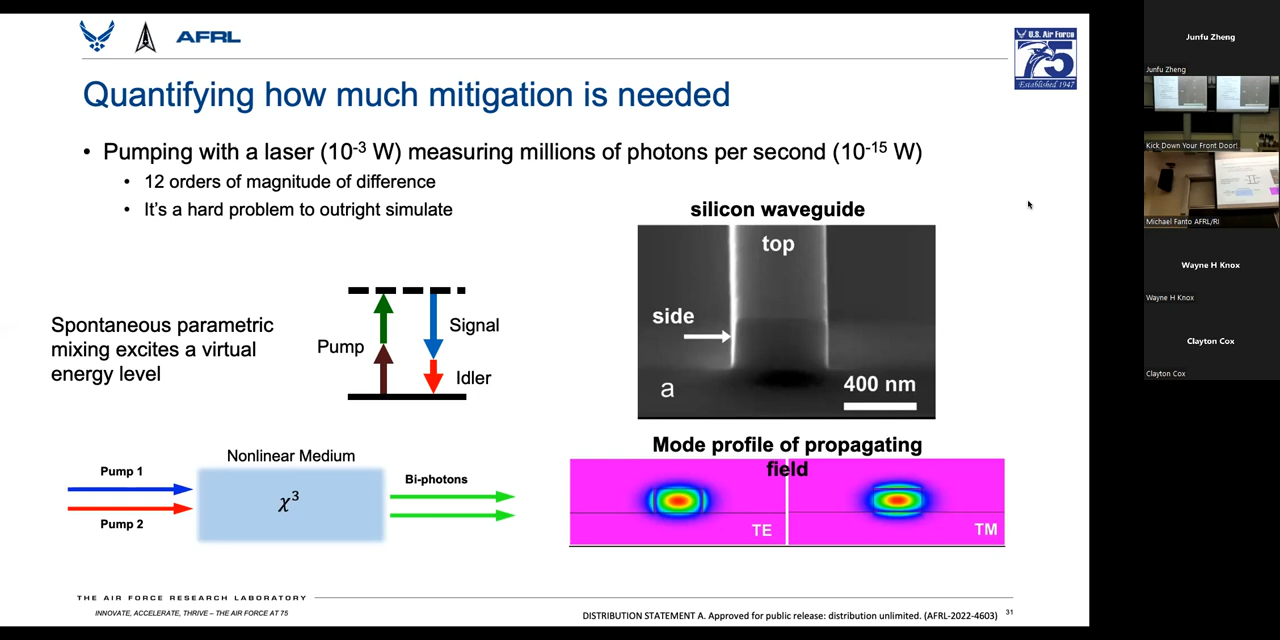 AFRL
U.S. Air Force
75
Established 1947
Quantifying how much mitigation is needed
• Pumping with a laser (10⁻³ W) measuring millions of photons per second (10⁻¹⁵ W)
• 12 orders of magnitude of difference
• It's a hard problem to outright simulate
silicon waveguide
top
side
a
400 nm
Spontaneous parametric
mixing excites a virtual
energy level
Pump
Signal
Idler
Nonlinear Medium
Pump 1
Pump 2
χ³
Bi-photons
Mode profile of propagating
field
TE
TM
THE AIR FORCE RESEARCH LABORATORY
INNOVATE, ACCELERATE, THRIVE – THE AIR FORCE AT 75
DISTRIBUTION STATEMENT A. Approved for public release: distribution unlimited. (AFRL-2022-4603)
31
Junfu Zheng
Junfu Zheng
Kick Down Your Front Door!
Michael Fanto AFRL/RI
Wayne H Knox
Wayne H Knox
Clayton Cox
Clayton Cox